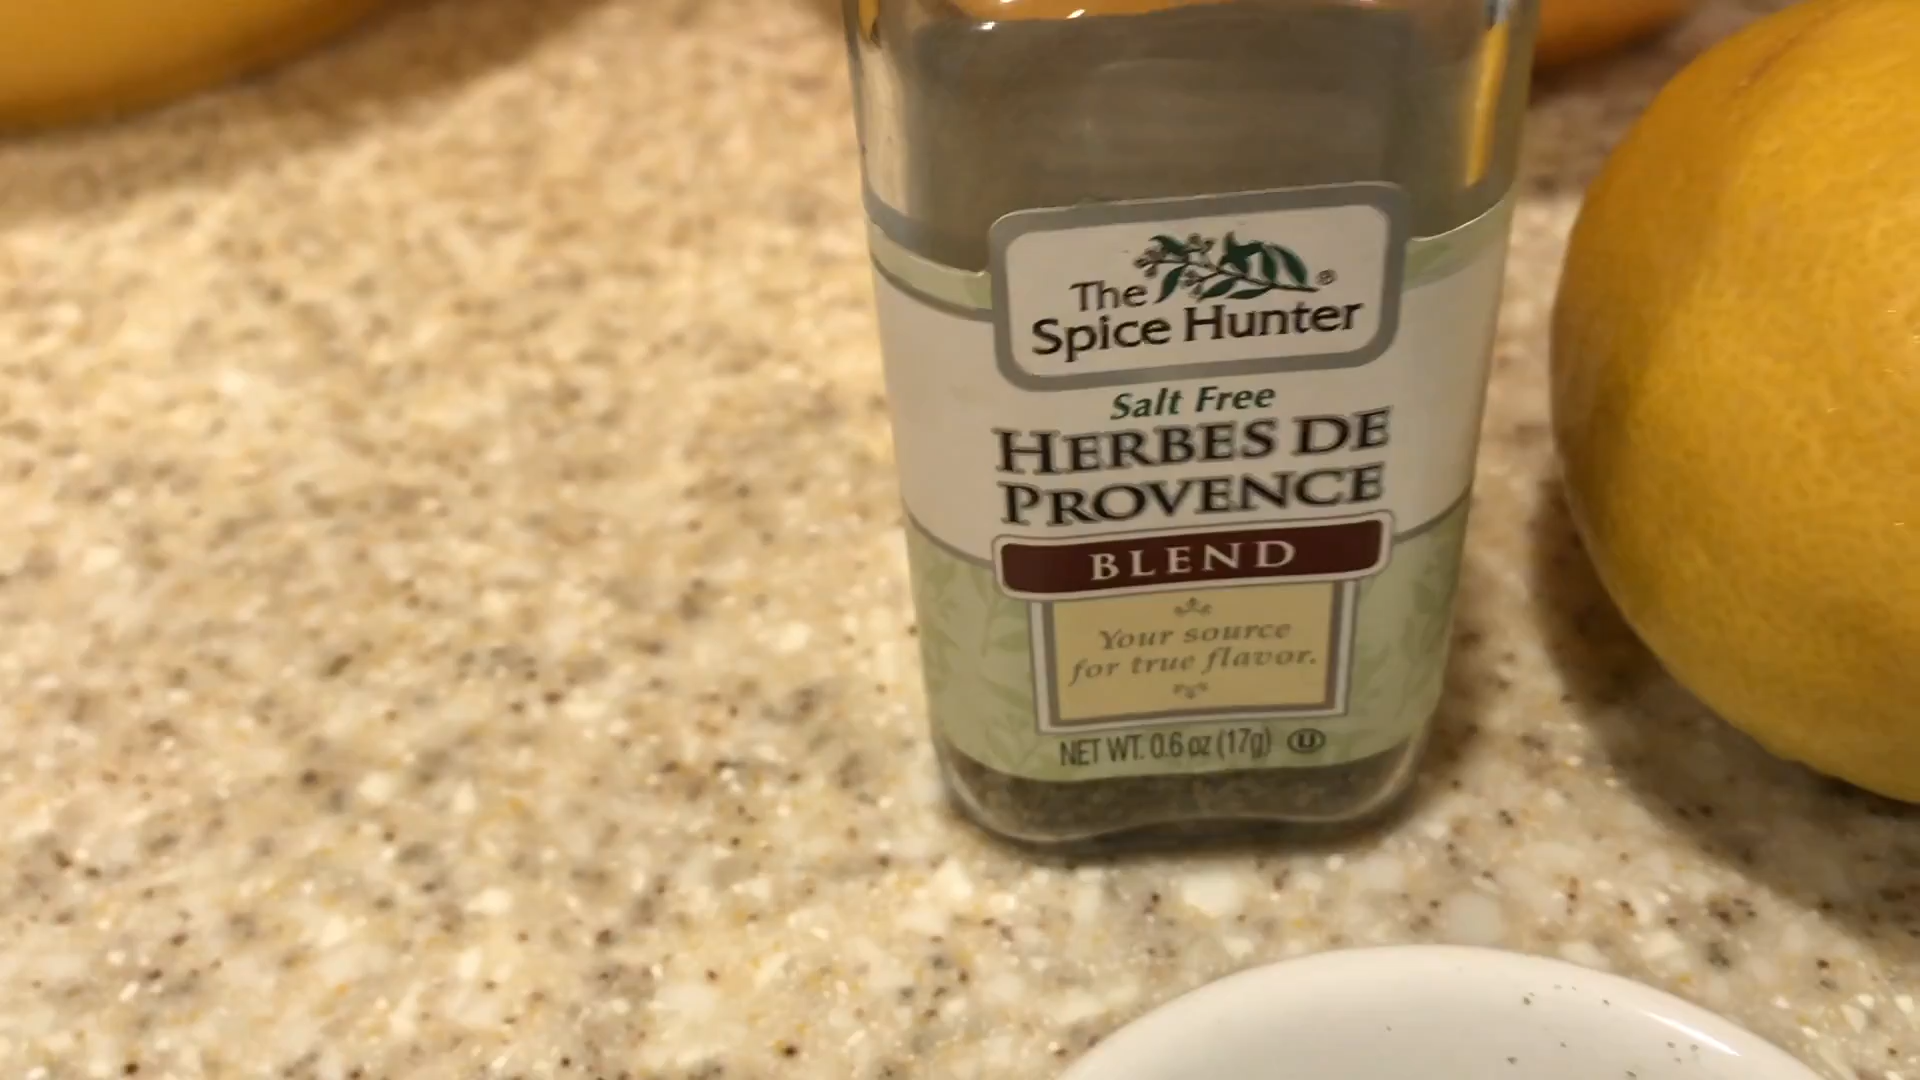 The
Spice Hunter®
Salt Free
HERBES DE
PROVENCE
BLEND
Your source
for true flavor.
NET WT. 0.6 oz (17g) Ⓤ